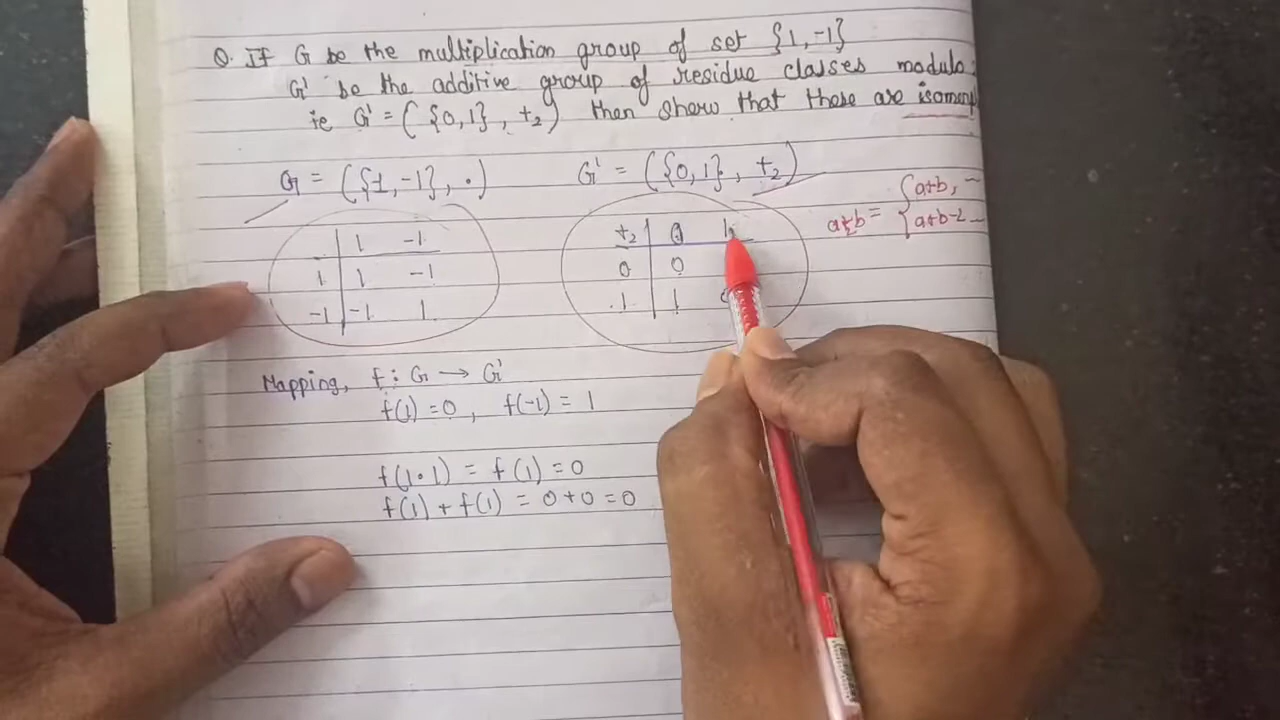 Q. If G be the multiplication group of set {1, -1}
G' be the additive group of residue classes modulo
ie G' = ( {0, 1} , +₂ ) then show that these are isomorp
G = ({1, -1}, ·) G' = ({0, 1} , +₂)
a+₂b = { a+b, -
a+b-2 -
1 -1
1 1 -1
-1 -1 1
+₂ 0 1
0 0
1 1
Mapping, f : G → G'
f(1) = 0 , f(-1) = 1
f(1·1) = f(1) = 0
f(1) + f(1) = 0 + 0 = 0